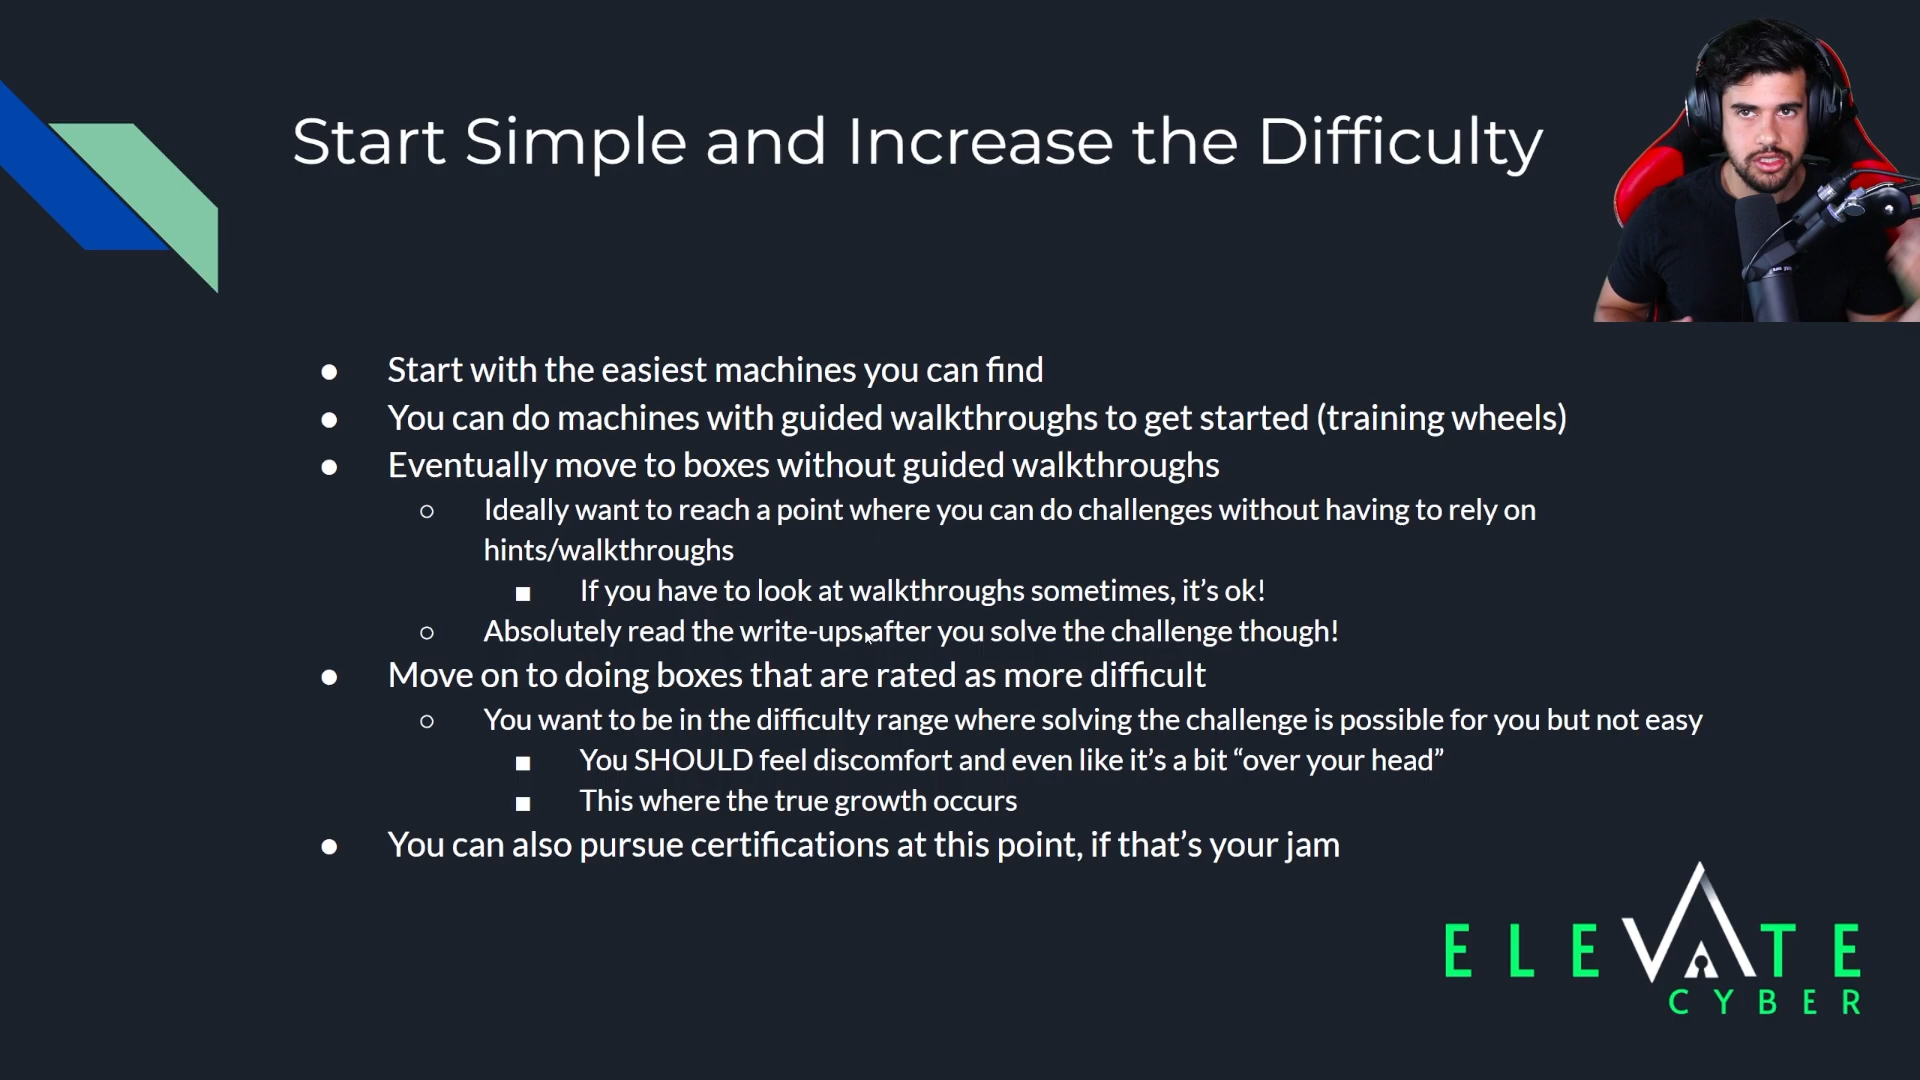 Start Simple and Increase the Difficulty
● Start with the easiest machines you can find
● You can do machines with guided walkthroughs to get started (training wheels)
● Eventually move to boxes without guided walkthroughs
○ Ideally want to reach a point where you can do challenges without having to rely on
hints/walkthroughs
■ If you have to look at walkthroughs sometimes, it’s ok!
○ Absolutely read the write-ups after you solve the challenge though!
● Move on to doing boxes that are rated as more difficult
○ You want to be in the difficulty range where solving the challenge is possible for you but not easy
■ You SHOULD feel discomfort and even like it’s a bit “over your head”
■ This where the true growth occurs
● You can also pursue certifications at this point, if that’s your jam
ELEVATE
CYBER